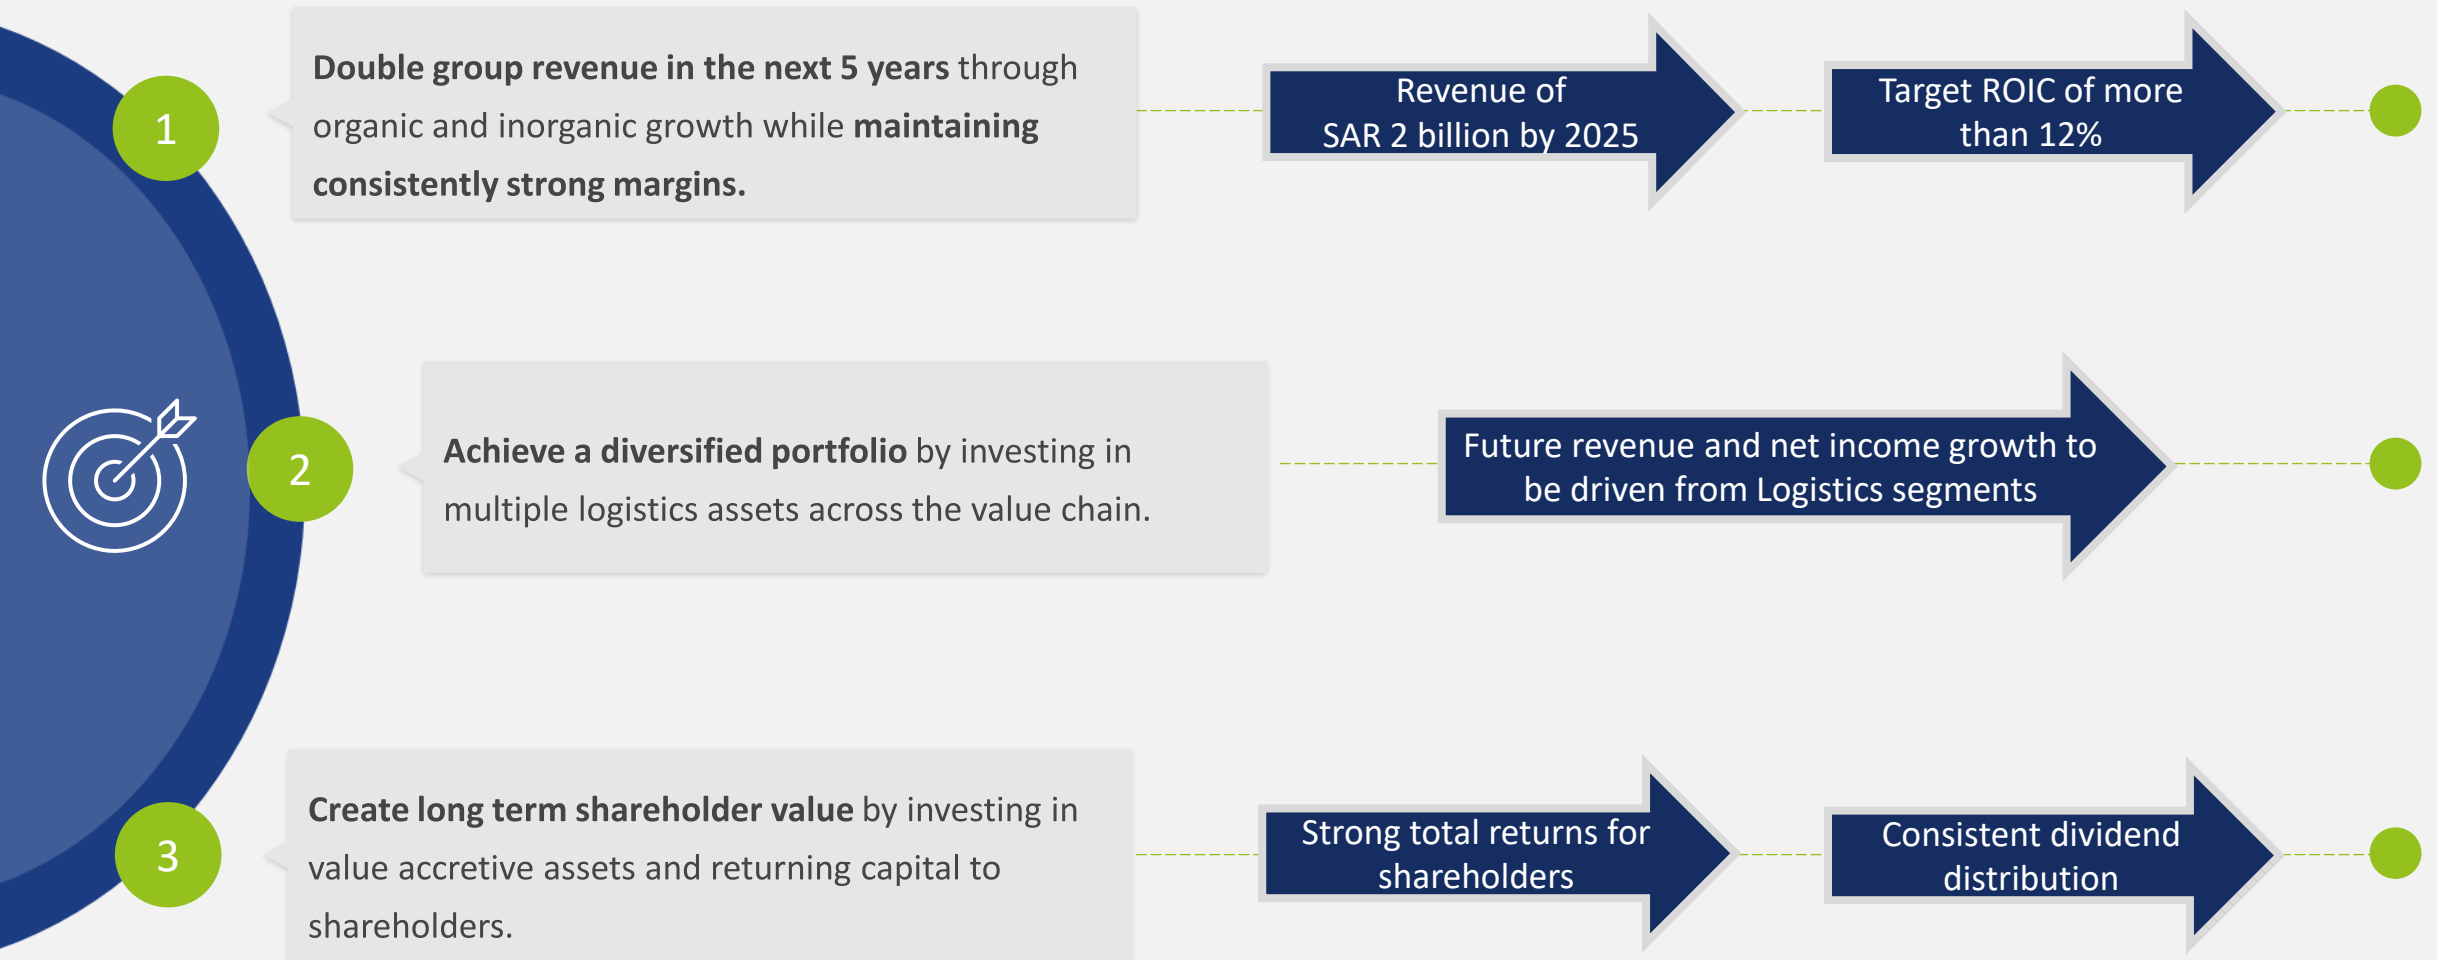 1
Double group revenue in the next 5 years through
organic and inorganic growth while maintaining
consistently strong margins.
Revenue of
SAR 2 billion by 2025
Target ROIC of more
than 12%
2
Achieve a diversified portfolio by investing in
multiple logistics assets across the value chain.
Future revenue and net income growth to
be driven from Logistics segments
3
Create long term shareholder value by investing in
value accretive assets and returning capital to
shareholders.
Strong total returns for
shareholders
Consistent dividend
distribution